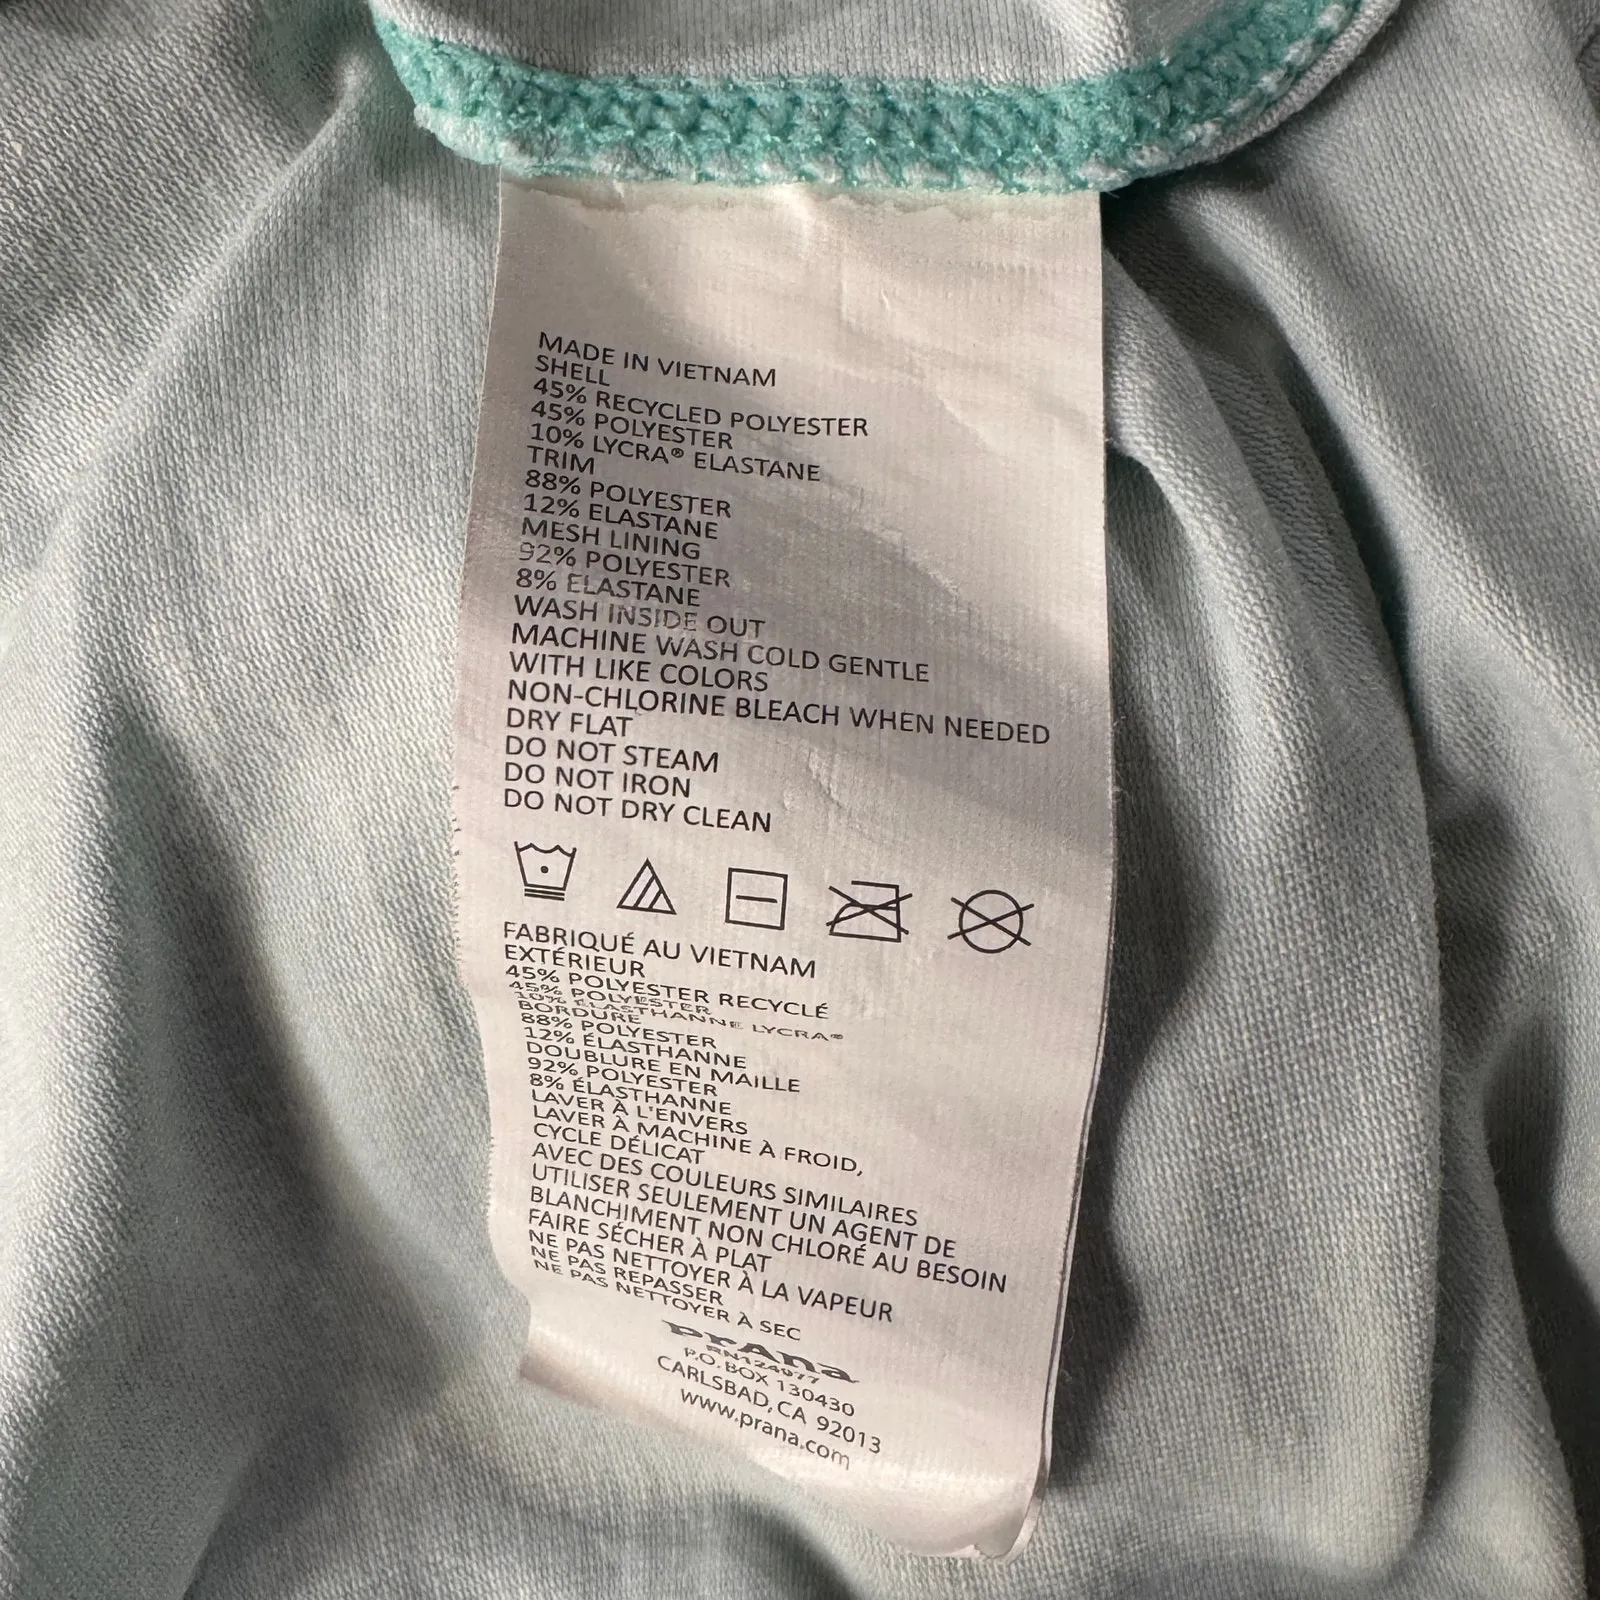 MADE IN VIETNAM
SHELL
45% RECYCLED POLYESTER
45% POLYESTER
10% LYCRA® ELASTANE
TRIM
88% POLYESTER
12% ELASTANE
MESH LINING
92% POLYESTER
8% ELASTANE
WASH INSIDE OUT
MACHINE WASH COLD GENTLE
WITH LIKE COLORS
NON-CHLORINE BLEACH WHEN NEEDED
DRY FLAT
DO NOT STEAM
DO NOT IRON
DO NOT DRY CLEAN
FABRIQUÉ AU VIETNAM
EXTÉRIEUR
45% POLYESTER RECYCLÉ
45% POLYESTER
10% ÉLASTHANNE LYCRA®
BORDURE
88% POLYESTER
12% ÉLASTHANNE
DOUBLURE EN MAILLE
92% POLYESTER
8% ÉLASTHANNE
LAVER À L'ENVERS
LAVER À MACHINE À FROID,
CYCLE DÉLICAT
AVEC DES COULEURS SIMILAIRES
UTILISER SEULEMENT UN AGENT DE
BLANCHIMENT NON CHLORÉ AU BESOIN
FAIRE SÉCHER À PLAT
NE PAS NETTOYER À LA VAPEUR
NE PAS REPASSER
NE PAS NETTOYER À SEC
prAna
RN124977
P.O. BOX 130430
CARLSBAD, CA 92013
www.prana.com